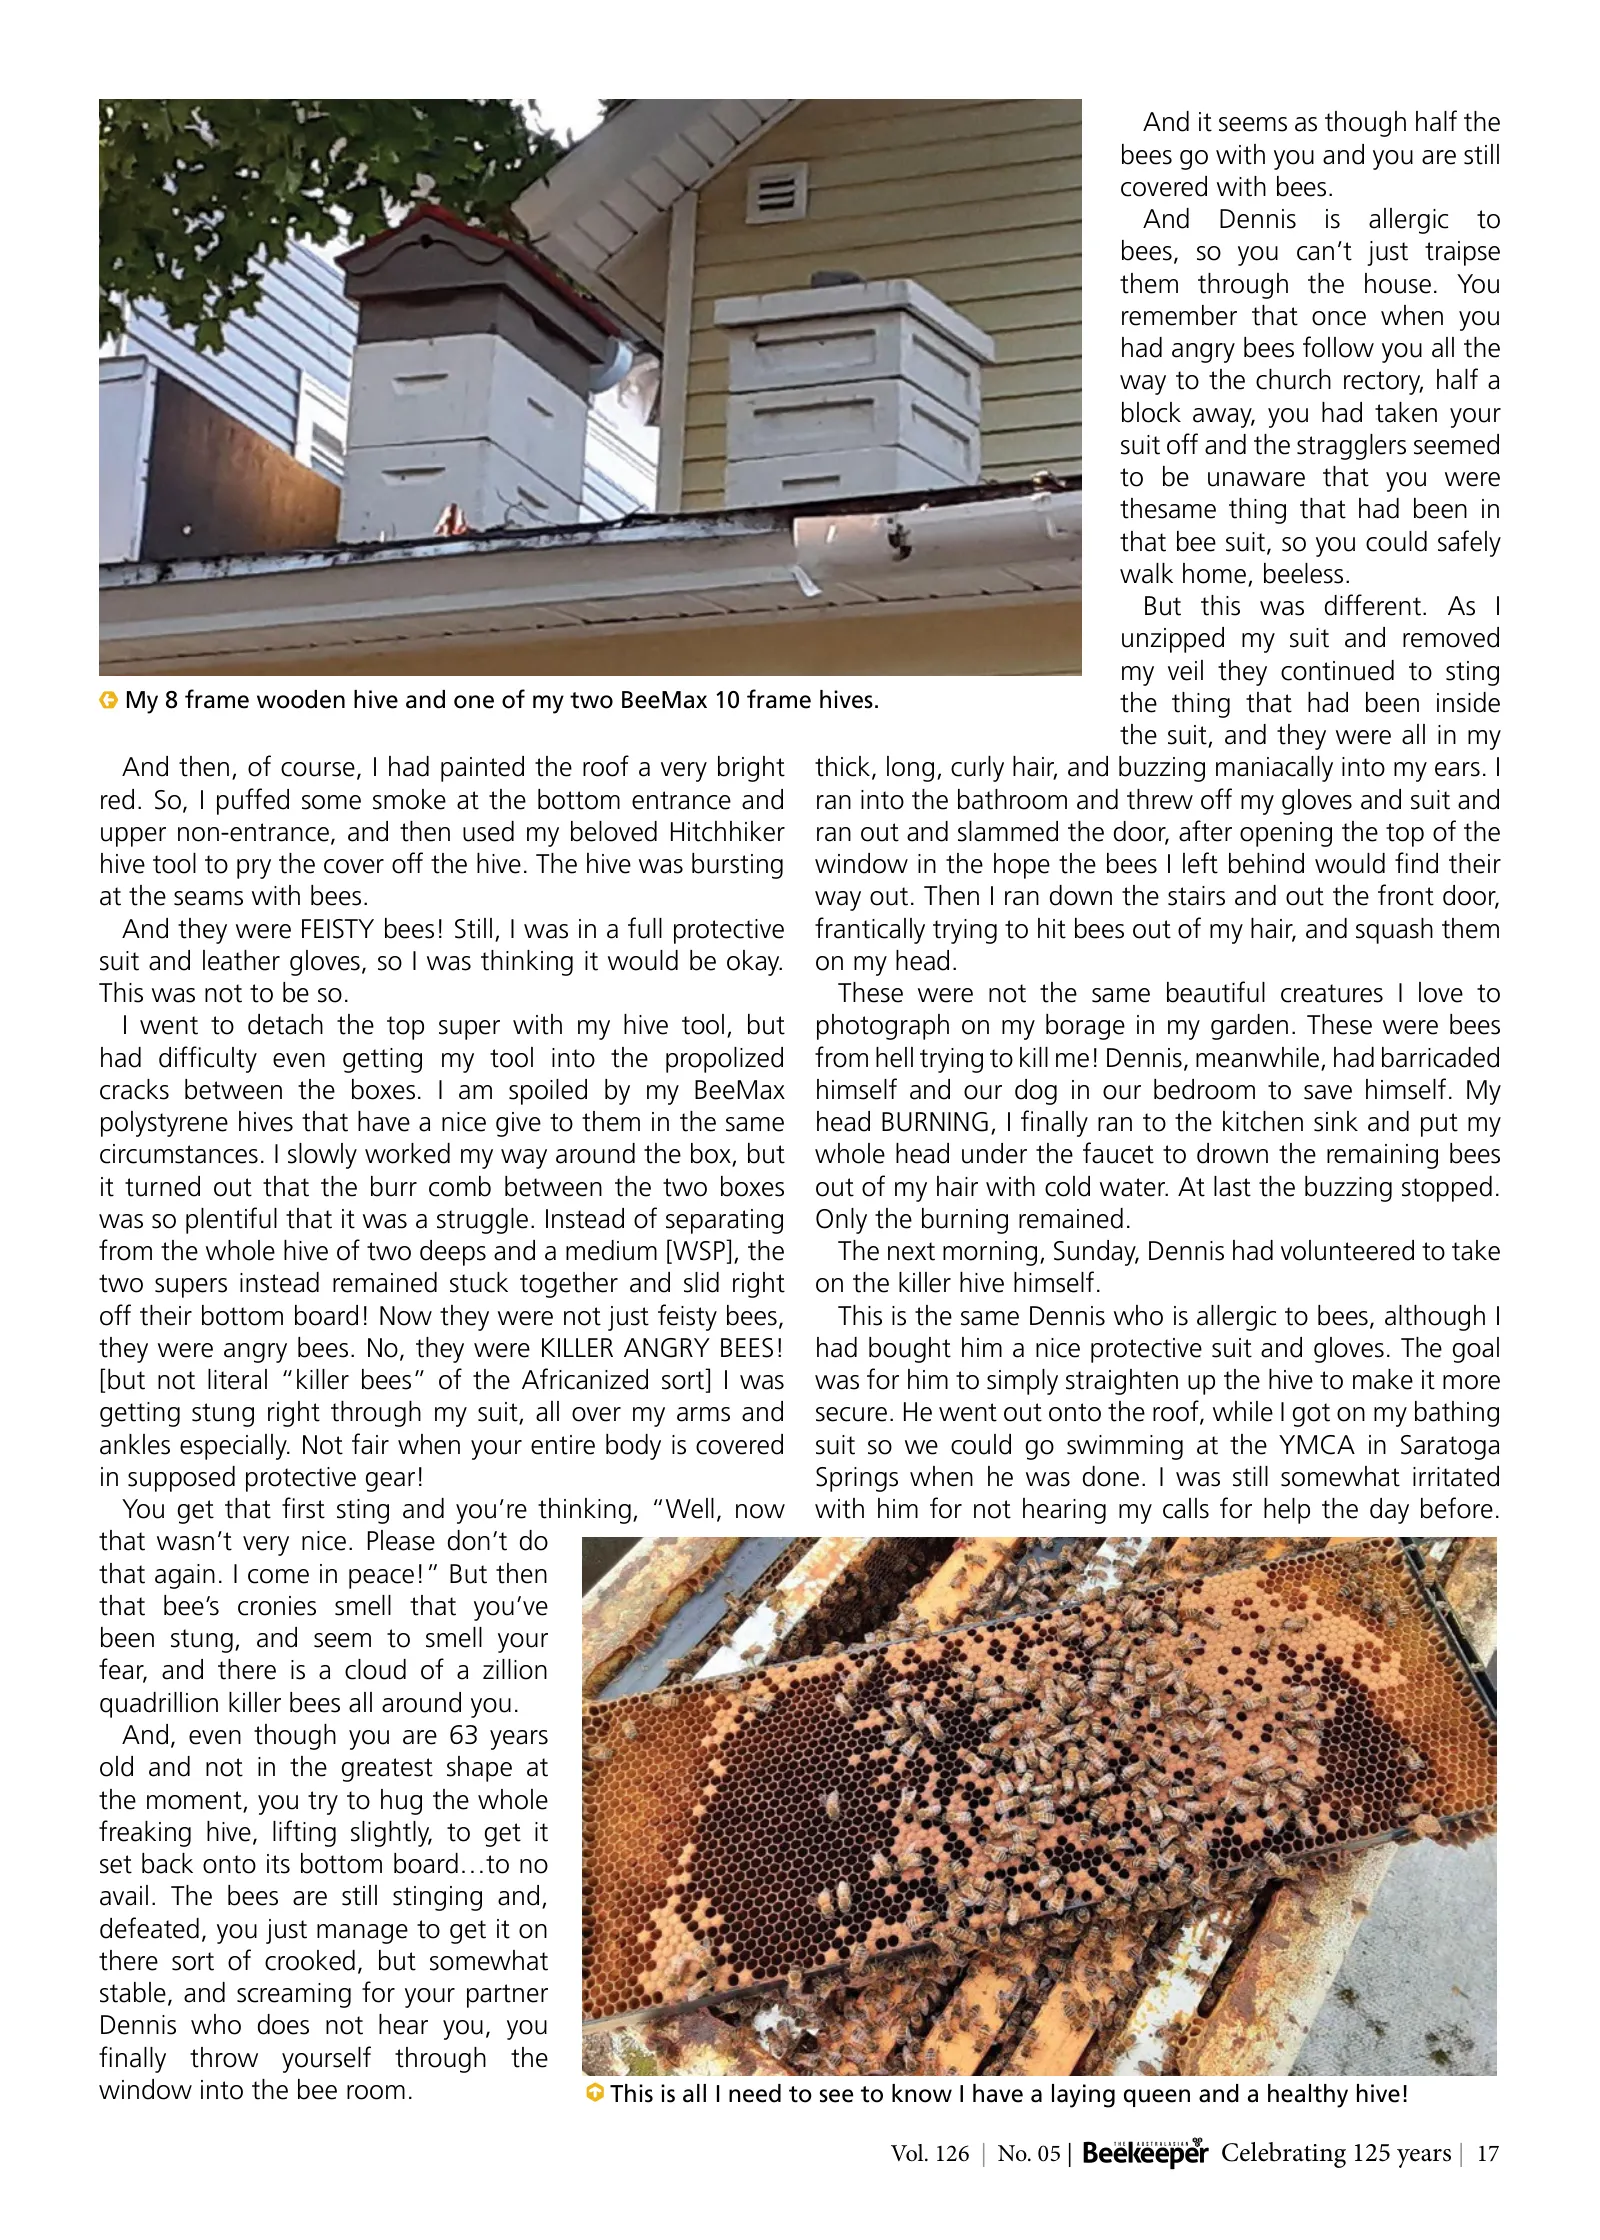 My 8 frame wooden hive and one of my two BeeMax 10 frame hives.
And then, of course, I had painted the roof a very bright
red. So, I puffed some smoke at the bottom entrance and
upper non-entrance, and then used my beloved Hitchhiker
hive tool to pry the cover off the hive. The hive was bursting
at the seams with bees.
And they were FEISTY bees! Still, I was in a full protective
suit and leather gloves, so I was thinking it would be okay.
This was not to be so.
I went to detach the top super with my hive tool, but
had difficulty even getting my tool into the propolized
cracks between the boxes. I am spoiled by my BeeMax
polystyrene hives that have a nice give to them in the same
circumstances. I slowly worked my way around the box, but
it turned out that the burr comb between the two boxes
was so plentiful that it was a struggle. Instead of separating
from the whole hive of two deeps and a medium [WSP], the
two supers instead remained stuck together and slid right
off their bottom board! Now they were not just feisty bees,
they were angry bees. No, they were KILLER ANGRY BEES!
[but not literal “killer bees” of the Africanized sort] I was
getting stung right through my suit, all over my arms and
ankles especially. Not fair when your entire body is covered
in supposed protective gear!
You get that first sting and you’re thinking, “Well, now
that wasn’t very nice. Please don’t do
that again. I come in peace!” But then
that bee’s cronies smell that you’ve
been stung, and seem to smell your
fear, and there is a cloud of a zillion
quadrillion killer bees all around you.
And, even though you are 63 years
old and not in the greatest shape at
the moment, you try to hug the whole
freaking hive, lifting slightly, to get it
set back onto its bottom board…to no
avail. The bees are still stinging and,
defeated, you just manage to get it on
there sort of crooked, but somewhat
stable, and screaming for your partner
Dennis who does not hear you, you
finally throw yourself through the
window into the bee room.
And it seems as though half the
bees go with you and you are still
covered with bees.
And Dennis is allergic to
bees, so you can’t just traipse
them through the house. You
remember that once when you
had angry bees follow you all the
way to the church rectory, half a
block away, you had taken your
suit off and the stragglers seemed
to be unaware that you were
thesame thing that had been in
that bee suit, so you could safely
walk home, beeless.
But this was different. As I
unzipped my suit and removed
my veil they continued to sting
the thing that had been inside
the suit, and they were all in my
thick, long, curly hair, and buzzing maniacally into my ears. I
ran into the bathroom and threw off my gloves and suit and
ran out and slammed the door, after opening the top of the
window in the hope the bees I left behind would find their
way out. Then I ran down the stairs and out the front door,
frantically trying to hit bees out of my hair, and squash them
on my head.
These were not the same beautiful creatures I love to
photograph on my borage in my garden. These were bees
from hell trying to kill me! Dennis, meanwhile, had barricaded
himself and our dog in our bedroom to save himself. My
head BURNING, I finally ran to the kitchen sink and put my
whole head under the faucet to drown the remaining bees
out of my hair with cold water. At last the buzzing stopped.
Only the burning remained.
The next morning, Sunday, Dennis had volunteered to take
on the killer hive himself.
This is the same Dennis who is allergic to bees, although I
had bought him a nice protective suit and gloves. The goal
was for him to simply straighten up the hive to make it more
secure. He went out onto the roof, while I got on my bathing
suit so we could go swimming at the YMCA in Saratoga
Springs when he was done. I was still somewhat irritated
with him for not hearing my calls for help the day before.
This is all I need to see to know I have a laying queen and a healthy hive!
Vol. 126 | No. 05 | THE AUSTRALASIAN Beekeeper Celebrating 125 years | 17